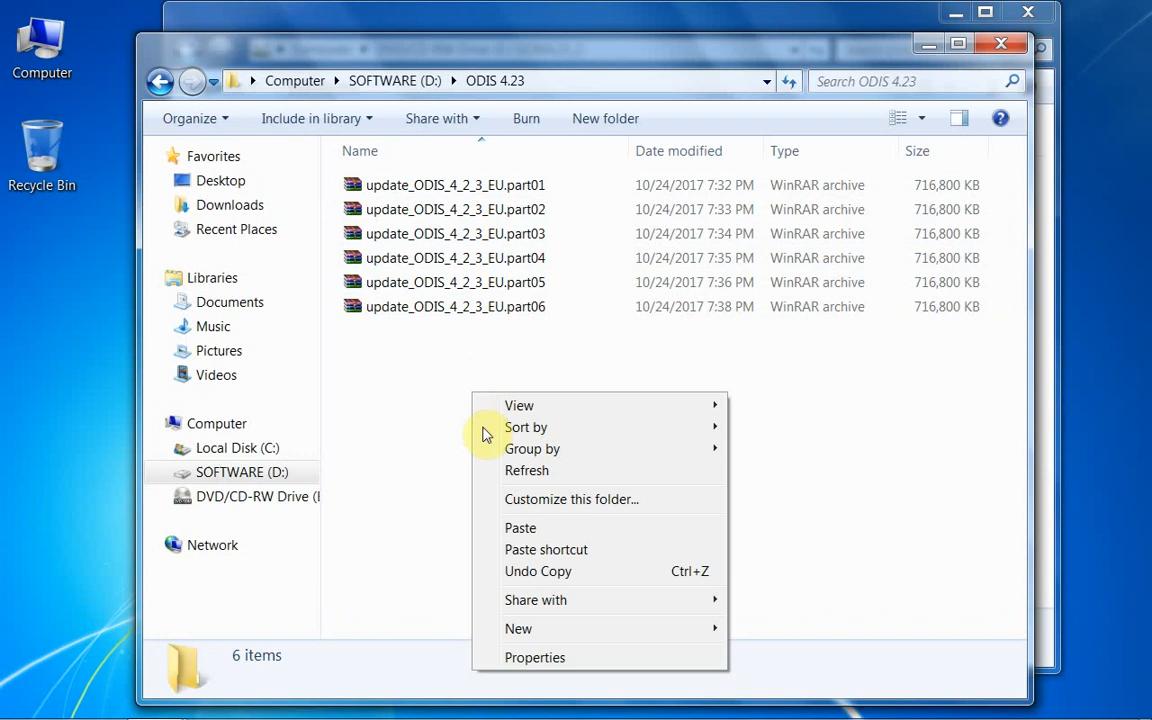 Computer
Recycle Bin
Computer SOFTWARE (D:) ODIS 4.23
Search ODIS 4.23
Organize Include in library Share with Burn New folder
Name Date modified Type Size
update_ODIS_4_2_3_EU.part01 10/24/2017 7:32 PM WinRAR archive 716,800 KB
update_ODIS_4_2_3_EU.part02 10/24/2017 7:33 PM WinRAR archive 716,800 KB
update_ODIS_4_2_3_EU.part03 10/24/2017 7:34 PM WinRAR archive 716,800 KB
update_ODIS_4_2_3_EU.part04 10/24/2017 7:35 PM WinRAR archive 716,800 KB
update_ODIS_4_2_3_EU.part05 10/24/2017 7:36 PM WinRAR archive 716,800 KB
update_ODIS_4_2_3_EU.part06 10/24/2017 7:38 PM WinRAR archive 716,800 KB
Favorites
Desktop
Downloads
Recent Places
Libraries
Documents
Music
Pictures
Videos
Computer
Local Disk (C:)
SOFTWARE (D:)
DVD/CD-RW Drive (
Network
View
Sort by
Group by
Refresh
Customize this folder...
Paste
Paste shortcut
Undo Copy Ctrl+Z
Share with
New
Properties
6 items